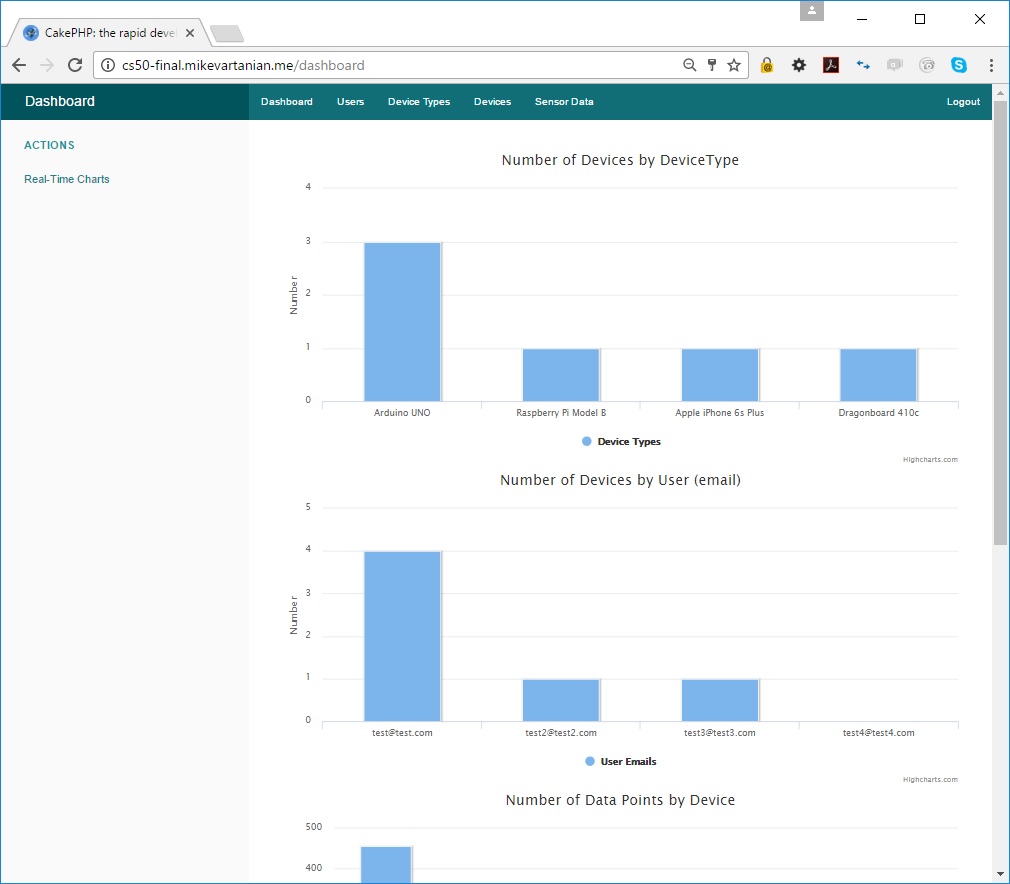 CakePHP: the rapid deve
cs50-final.mikevartanian.me/dashboard
Dashboard
Dashboard Users Device Types Devices Sensor Data Logout
ACTIONS
Real-Time Charts
Number of Devices by DeviceType
Number
4
3
2
1
0
Arduino UNO Raspberry Pi Model B Apple iPhone 6s Plus Dragonboard 410c
Device Types
Highcharts.com
Number of Devices by User (email)
Number
5
4
3
2
1
0
test@test.com test2@test2.com test3@test3.com test4@test4.com
User Emails
Highcharts.com
Number of Data Points by Device
500
400